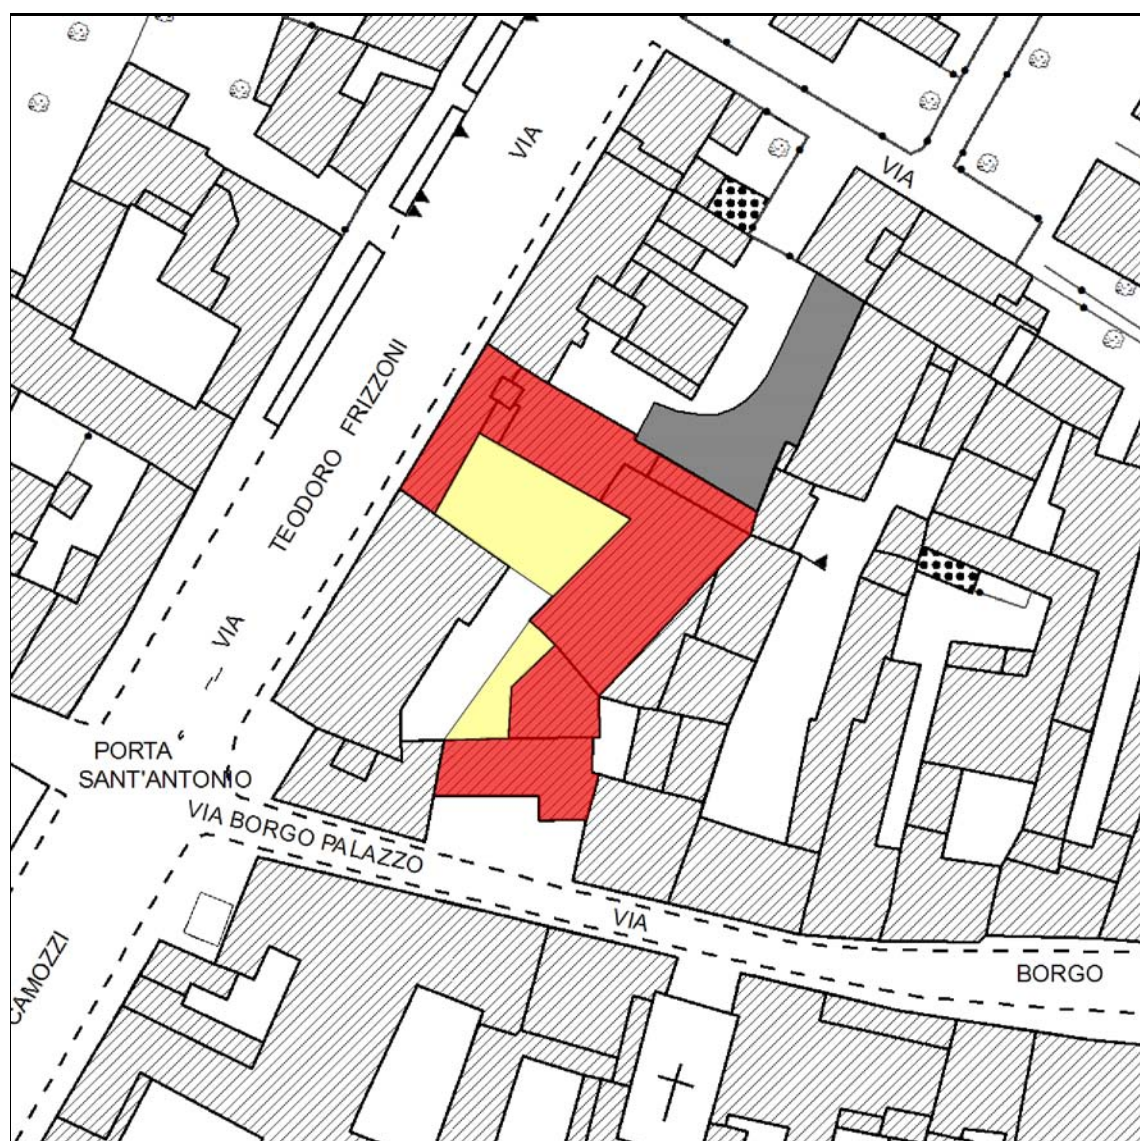 VIA
VIA
TEODORO FRIZZONI
VIA
PORTA
SANT'ANTONIO
VIA BORGO PALAZZO
VIA
BORGO
CAMOZZI